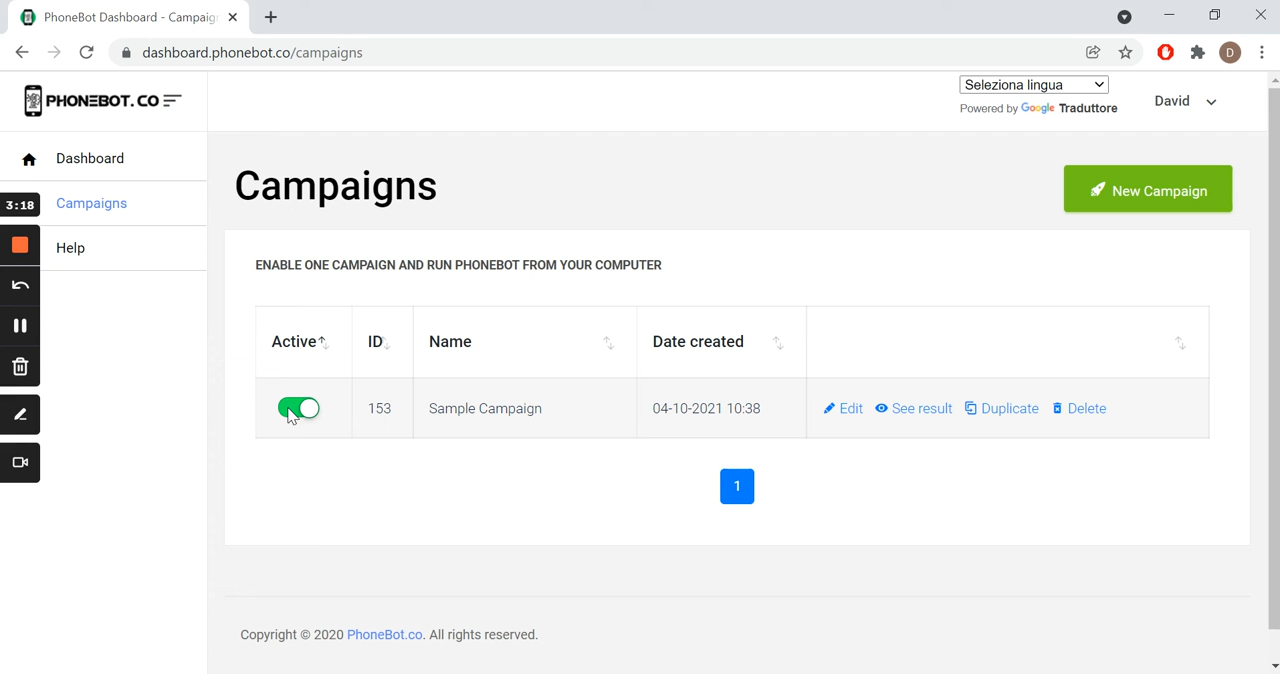 PhoneBot Dashboard - Campaign
dashboard.phonebot.co/campaigns
D
PHONEBOT.CO
Seleziona lingua
Powered by Google Traduttore
David
Dashboard
3:18
Campaigns
Help
Campaigns
New Campaign
ENABLE ONE CAMPAIGN AND RUN PHONEBOT FROM YOUR COMPUTER
Active ID Name Date created
153 Sample Campaign 04-10-2021 10:38 Edit See result Duplicate Delete
1
Copyright © 2020 PhoneBot.co. All rights reserved.